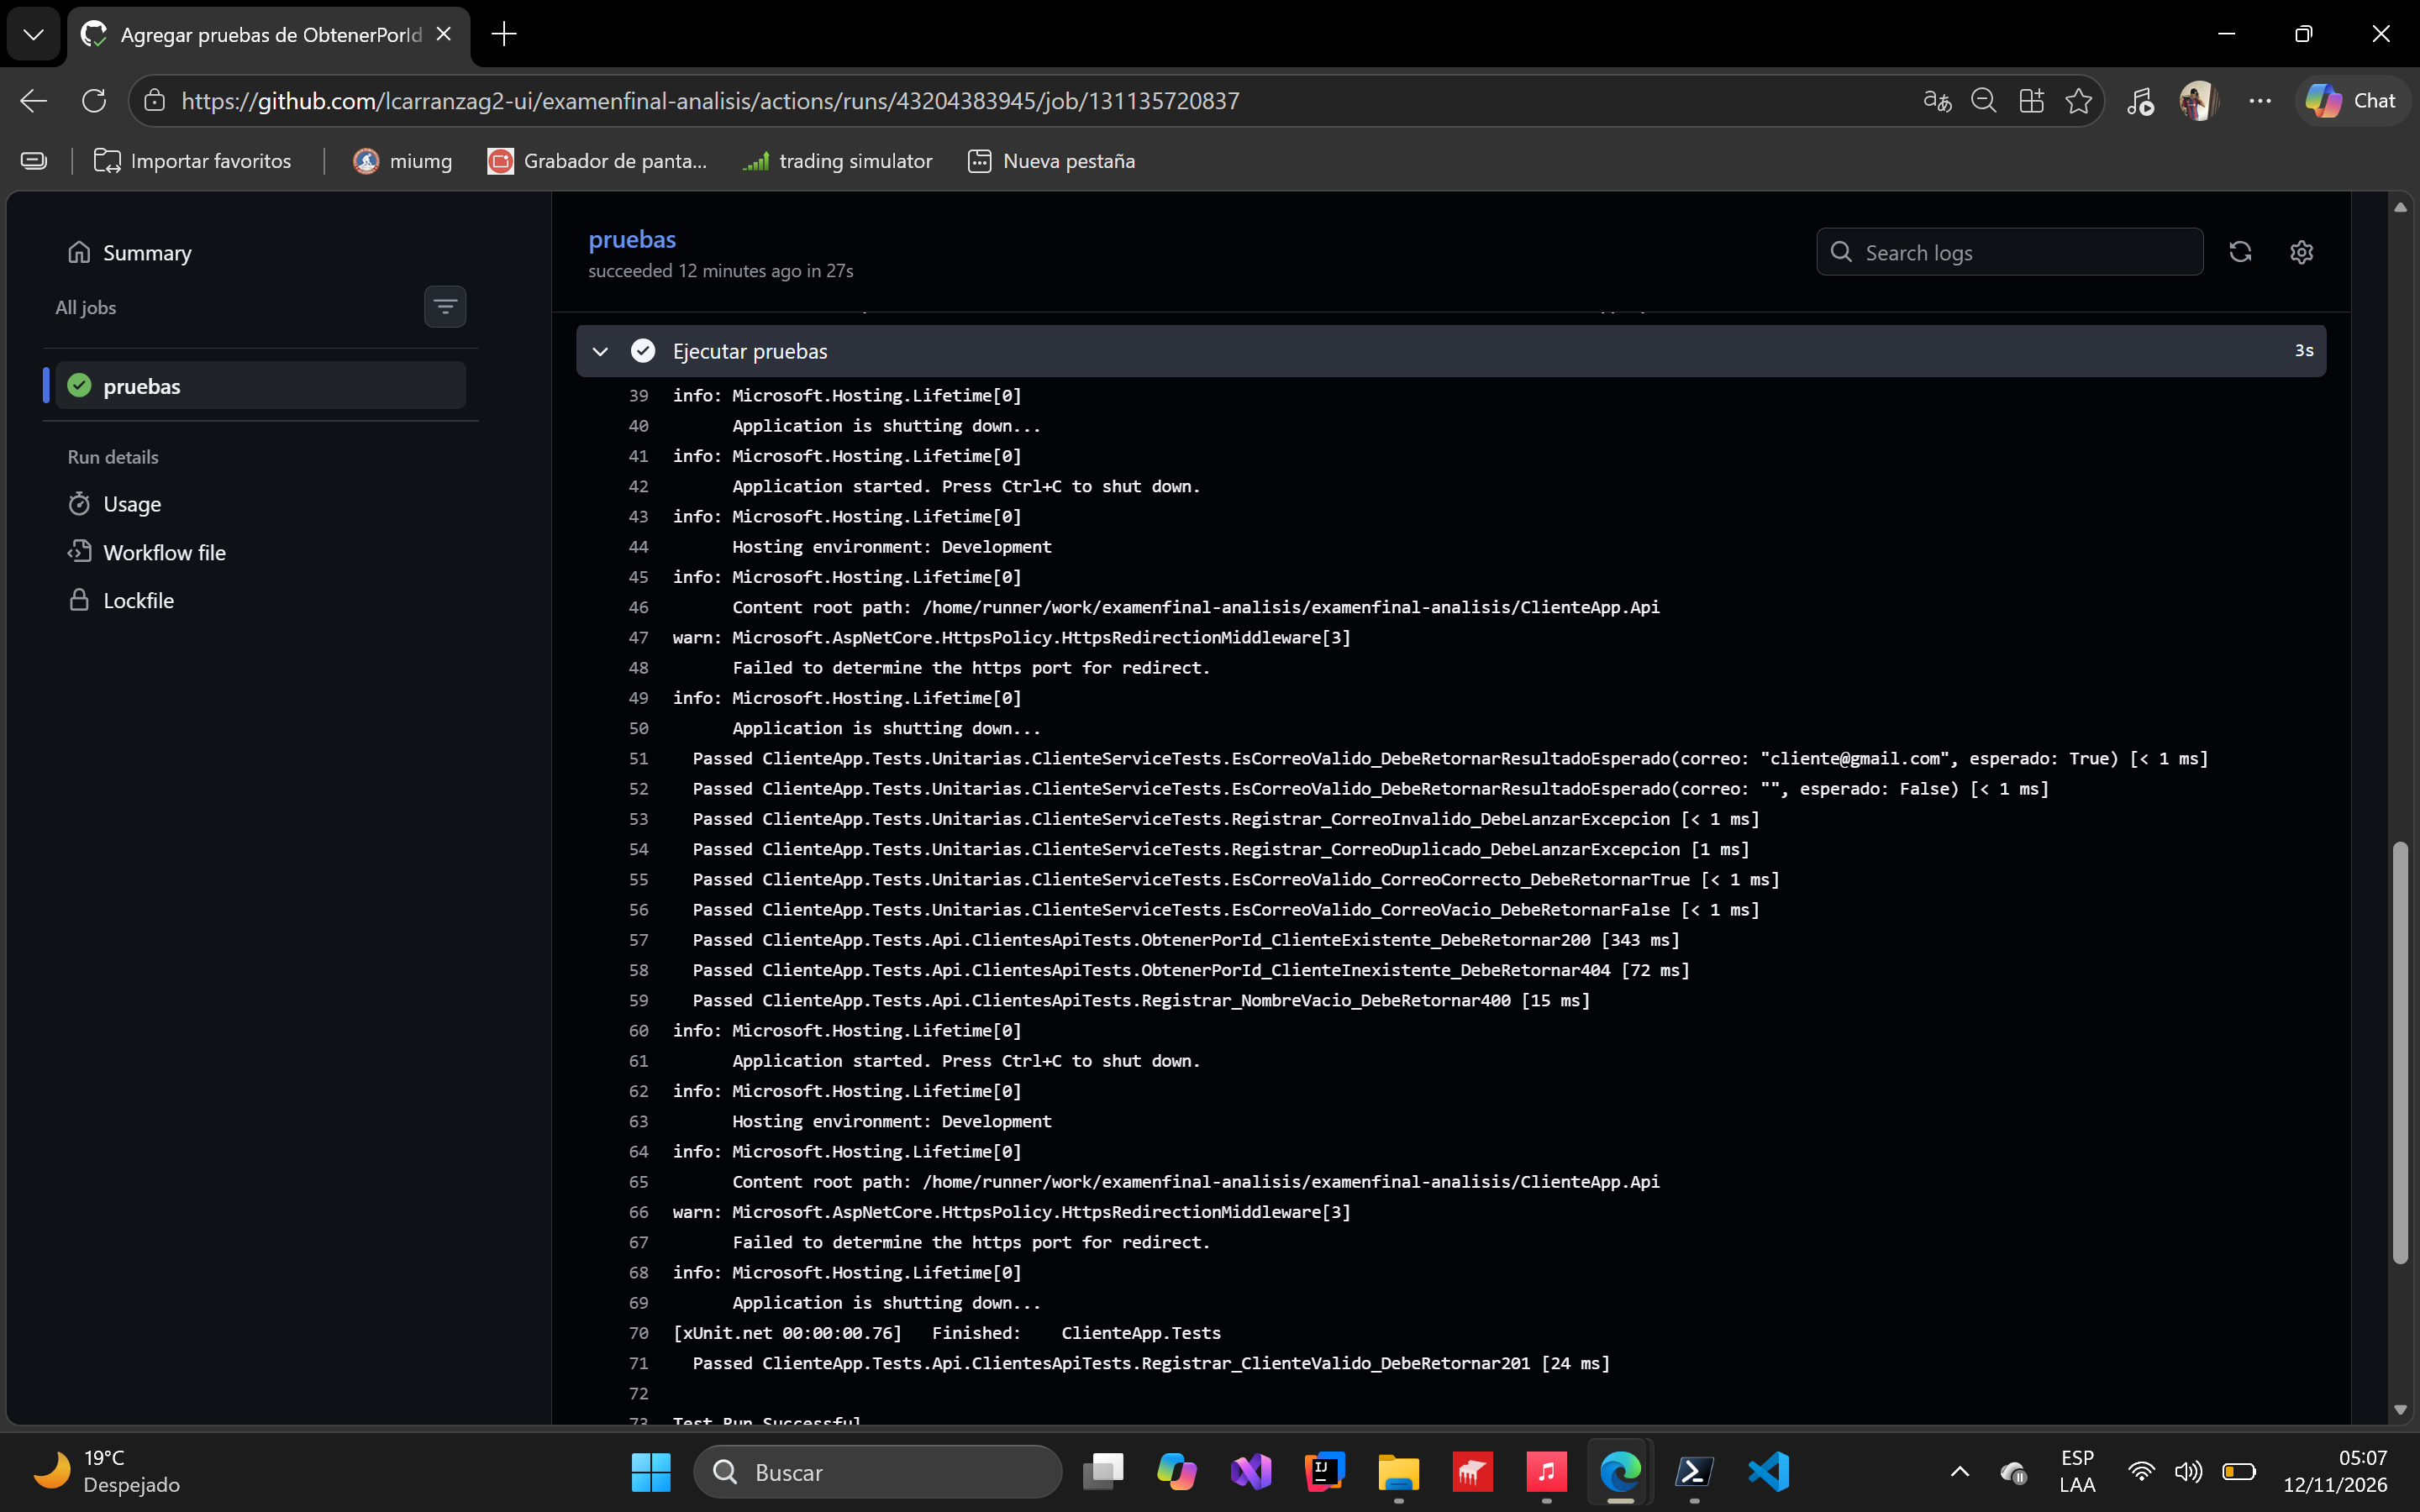 Agregar pruebas de ObtenerPorId
https://github.com/lcarranzag2-ui/examenfinal-analisis/actions/runs/43204383945/job/131135720837
Chat
Importar favoritos
miumg
Grabador de panta...
trading simulator
Nueva pestaña
Summary
All jobs
pruebas
Run details
Usage
Workflow file
Lockfile
pruebas
succeeded 12 minutes ago in 27s
Search logs
Ejecutar pruebas
3s
39 info: Microsoft.Hosting.Lifetime[0]
40 Application is shutting down...
41 info: Microsoft.Hosting.Lifetime[0]
42 Application started. Press Ctrl+C to shut down.
43 info: Microsoft.Hosting.Lifetime[0]
44 Hosting environment: Development
45 info: Microsoft.Hosting.Lifetime[0]
46 Content root path: /home/runner/work/examenfinal-analisis/examenfinal-analisis/ClienteApp.Api
47 warn: Microsoft.AspNetCore.HttpsPolicy.HttpsRedirectionMiddleware[3]
48 Failed to determine the https port for redirect.
49 info: Microsoft.Hosting.Lifetime[0]
50 Application is shutting down...
51 Passed ClienteApp.Tests.Unitarias.ClienteServiceTests.EsCorreoValido_DebeRetornarResultadoEsperado(correo: "cliente@gmail.com", esperado: True) [< 1 ms]
52 Passed ClienteApp.Tests.Unitarias.ClienteServiceTests.EsCorreoValido_DebeRetornarResultadoEsperado(correo: "", esperado: False) [< 1 ms]
53 Passed ClienteApp.Tests.Unitarias.ClienteServiceTests.Registrar_CorreoInvalido_DebeLanzarExcepcion [< 1 ms]
54 Passed ClienteApp.Tests.Unitarias.ClienteServiceTests.Registrar_CorreoDuplicado_DebeLanzarExcepcion [1 ms]
55 Passed ClienteApp.Tests.Unitarias.ClienteServiceTests.EsCorreoValido_CorreoCorrecto_DebeRetornarTrue [< 1 ms]
56 Passed ClienteApp.Tests.Unitarias.ClienteServiceTests.EsCorreoValido_CorreoVacio_DebeRetornarFalse [< 1 ms]
57 Passed ClienteApp.Tests.Api.ClientesApiTests.ObtenerPorId_ClienteExistente_DebeRetornar200 [343 ms]
58 Passed ClienteApp.Tests.Api.ClientesApiTests.ObtenerPorId_ClienteInexistente_DebeRetornar404 [72 ms]
59 Passed ClienteApp.Tests.Api.ClientesApiTests.Registrar_NombreVacio_DebeRetornar400 [15 ms]
60 info: Microsoft.Hosting.Lifetime[0]
61 Application started. Press Ctrl+C to shut down.
62 info: Microsoft.Hosting.Lifetime[0]
63 Hosting environment: Development
64 info: Microsoft.Hosting.Lifetime[0]
65 Content root path: /home/runner/work/examenfinal-analisis/examenfinal-analisis/ClienteApp.Api
66 warn: Microsoft.AspNetCore.HttpsPolicy.HttpsRedirectionMiddleware[3]
67 Failed to determine the https port for redirect.
68 info: Microsoft.Hosting.Lifetime[0]
69 Application is shutting down...
70 [xUnit.net 00:00:00.76] Finished: ClienteApp.Tests
71 Passed ClienteApp.Tests.Api.ClientesApiTests.Registrar_ClienteValido_DebeRetornar201 [24 ms]
72
73 Test Run Successful
19°C
Despejado
Buscar
ESP
LAA
05:07
12/11/2026